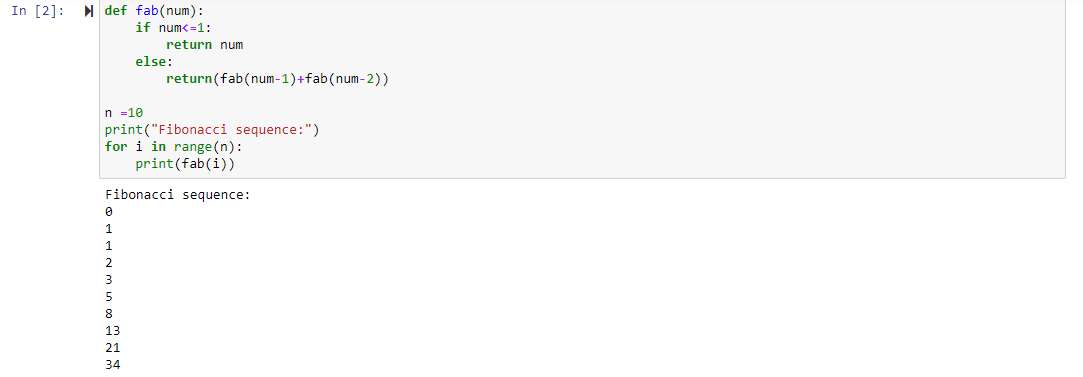 In [2]:
def fab(num):
    if num<=1:
        return num
    else:
        return(fab(num-1)+fab(num-2))

n =10
print("Fibonacci sequence:")
for i in range(n):
    print(fab(i))
Fibonacci sequence:
0
1
1
2
3
5
8
13
21
34